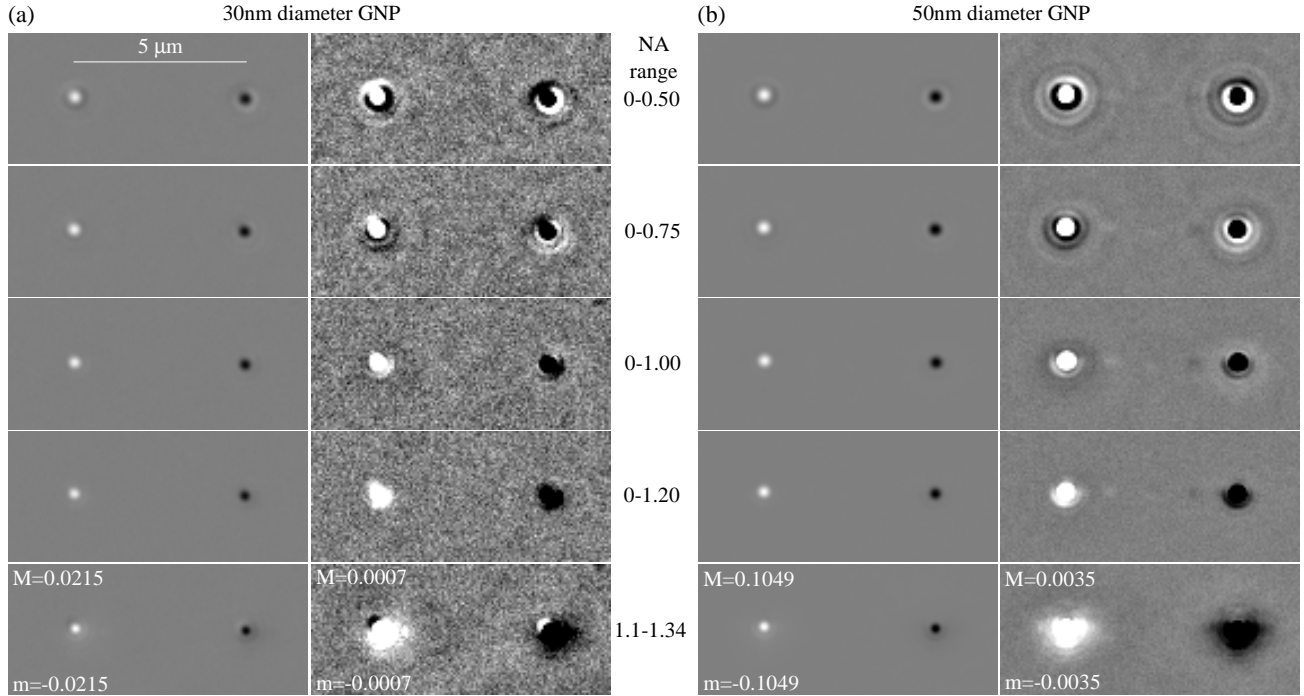 (a)
30nm diameter GNP
(b)
50nm diameter GNP
5 μm
NA
range
0-0.50
0-0.75
0-1.00
0-1.20
M=0.0215
M=0.0007
M=0.1049
M=0.0035
1.1-1.34
m=-0.0215
m=-0.0007
m=-0.1049
m=-0.0035